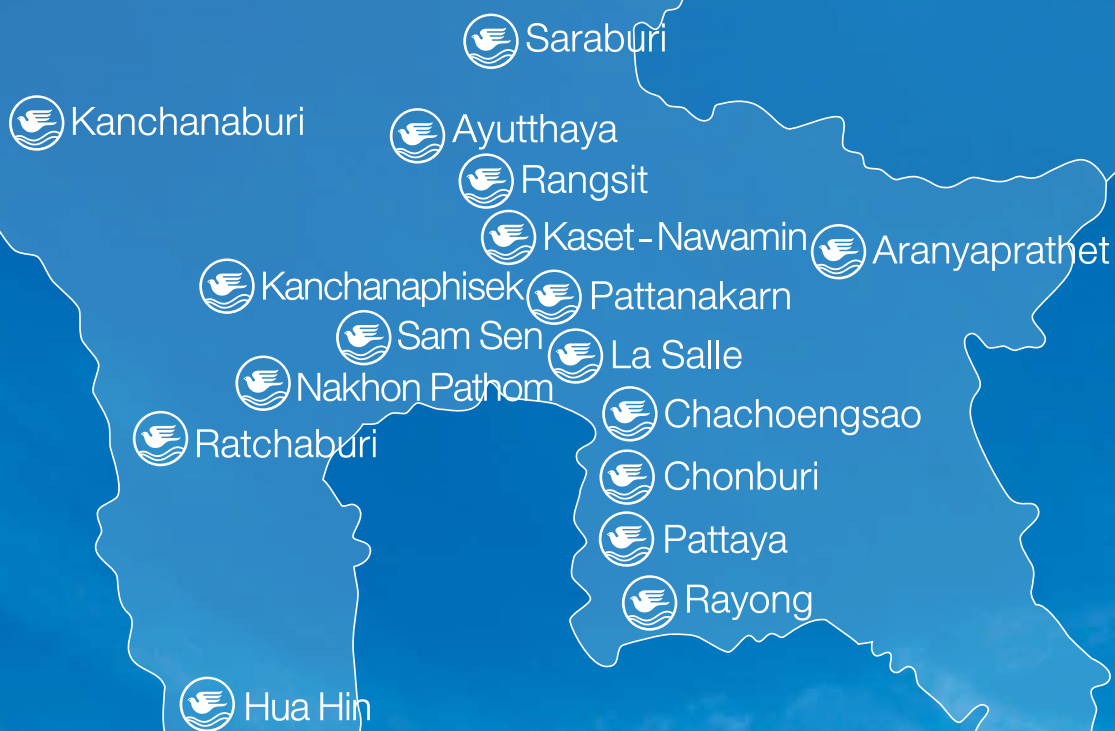 Saraburi
Kanchanaburi
Ayutthaya
Rangsit
Kaset-Nawamin
Aranyaprathet
Kanchanaphisek
Pattanakarn
Sam Sen
La Salle
Nakhon Pathom
Chachoengsao
Ratchaburi
Chonburi
Pattaya
Rayong
Hua Hin